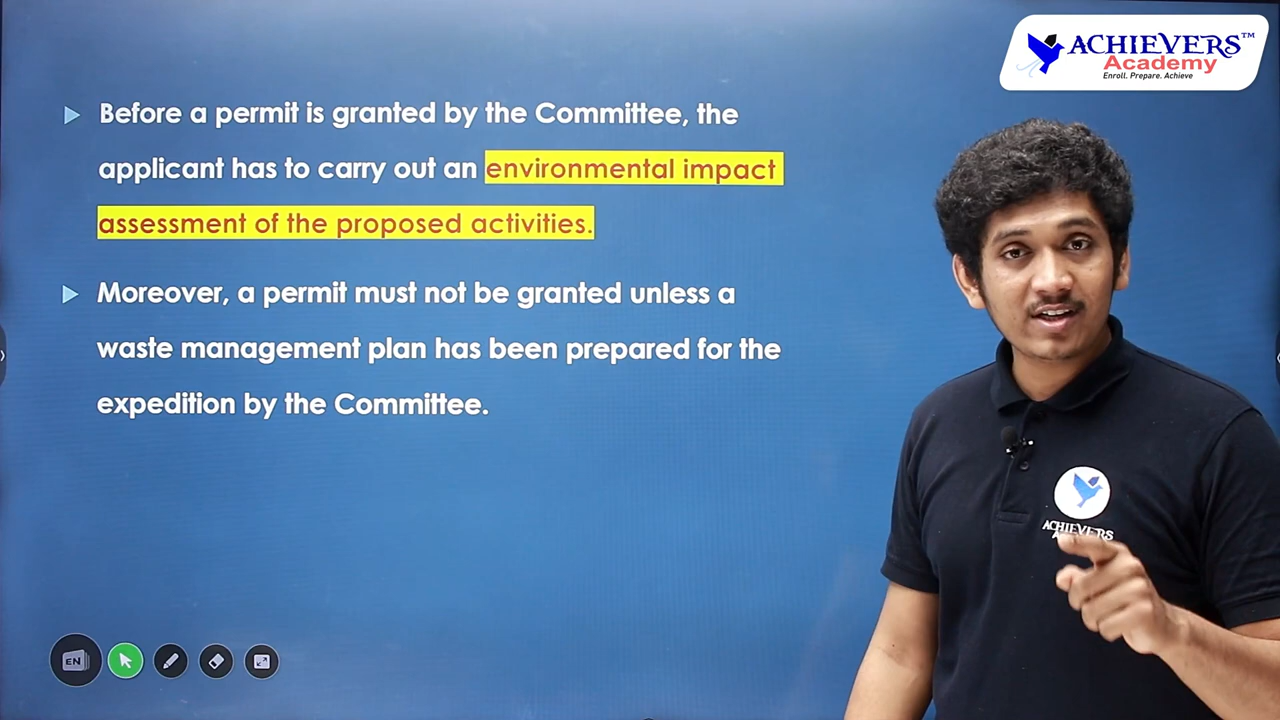 ACHIEVERS™
Academy
Enroll. Prepare. Achieve
Before a permit is granted by the Committee, the
applicant has to carry out an environmental impact
assessment of the proposed activities.
Moreover, a permit must not be granted unless a
waste management plan has been prepared for the
expedition by the Committee.
ACHIEVERS
EN